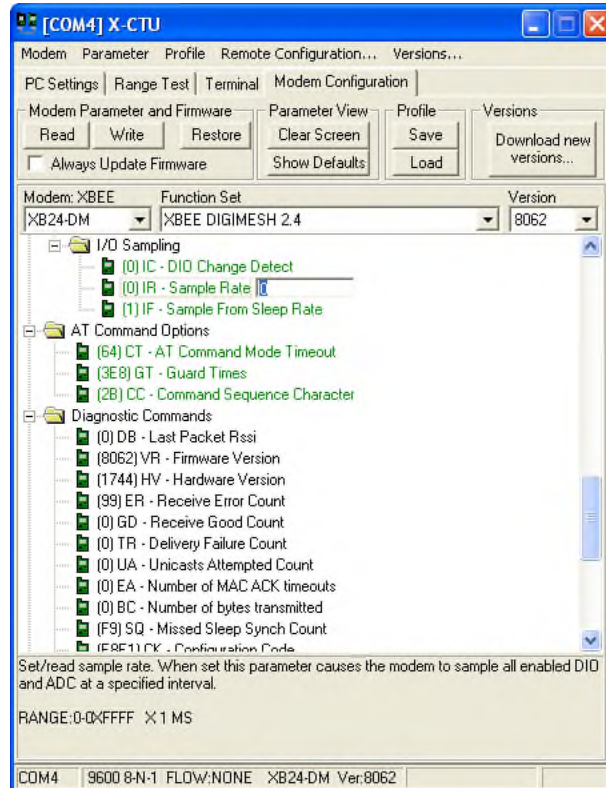 [COM4] X-CTU
Modem Parameter Profile Remote Configuration... Versions...
PC Settings Range Test Terminal Modem Configuration
Modem Parameter and Firmware Parameter View Profile Versions
Read Write Restore Clear Screen Save Download new versions...
Always Update Firmware Show Defaults Load
Modem: XBEE Function Set Version
XB24-DM XBEE DIGIMESH 2.4 8062
I/O Sampling
(0) IC - DIO Change Detect
(0) IR - Sample Rate 0
(1) IF - Sample From Sleep Rate
AT Command Options
(64) CT - AT Command Mode Timeout
(3E8) GT - Guard Times
(2B) CC - Command Sequence Character
Diagnostic Commands
(0) DB - Last Packet Rssi
(8062) VR - Firmware Version
(1744) HV - Hardware Version
(99) ER - Receive Error Count
(0) GD - Receive Good Count
(0) TR - Delivery Failure Count
(0) UA - Unicasts Attempted Count
(0) EA - Number of MAC ACK timeouts
(0) BC - Number of bytes transmitted
(F9) SQ - Missed Sleep Synch Count
CK - Configuration Code
Set/read sample rate. When set this parameter causes the modem to sample all enabled DIO
and ADC at a specified interval.
RANGE:0-0XFFFF X 1 MS
COM4 9600 8-N-1 FLOW:NONE XB24-DM Ver:8062